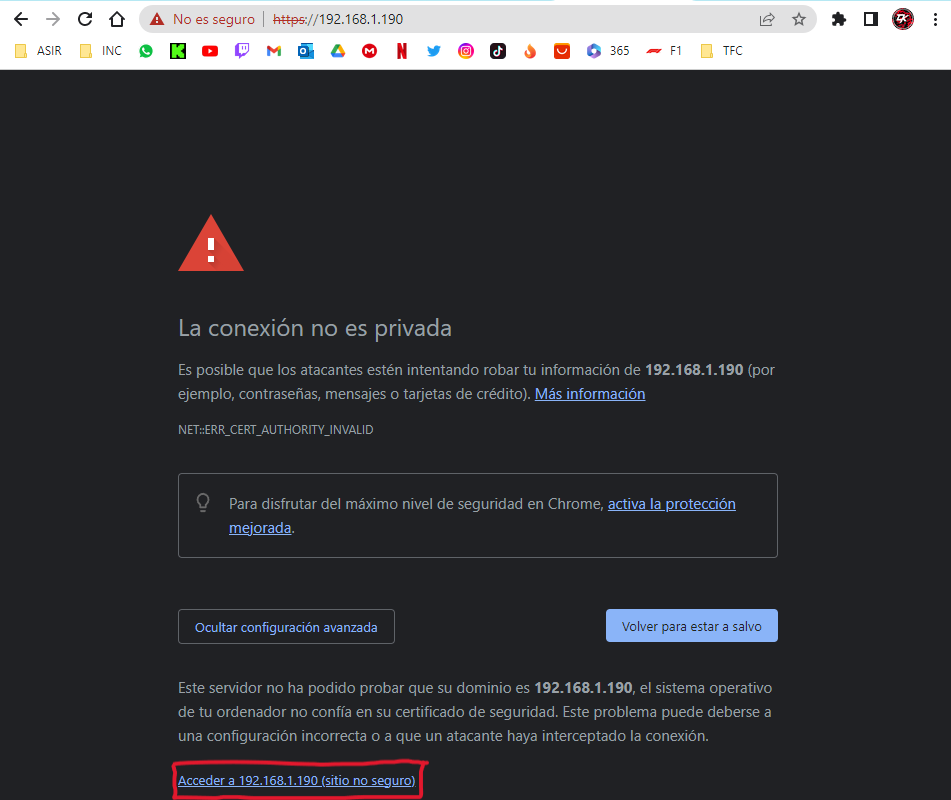 No es seguro | https://192.168.1.190
ASIR INC 365 F1 TFC
La conexión no es privada
Es posible que los atacantes estén intentando robar tu información de 192.168.1.190 (por
ejemplo, contraseñas, mensajes o tarjetas de crédito). Más información
NET::ERR_CERT_AUTHORITY_INVALID
Para disfrutar del máximo nivel de seguridad en Chrome, activa la protección
mejorada.
Ocultar configuración avanzada
Volver para estar a salvo
Este servidor no ha podido probar que su dominio es 192.168.1.190, el sistema operativo
de tu ordenador no confía en su certificado de seguridad. Este problema puede deberse a
una configuración incorrecta o a que un atacante haya interceptado la conexión.
Acceder a 192.168.1.190 (sitio no seguro)